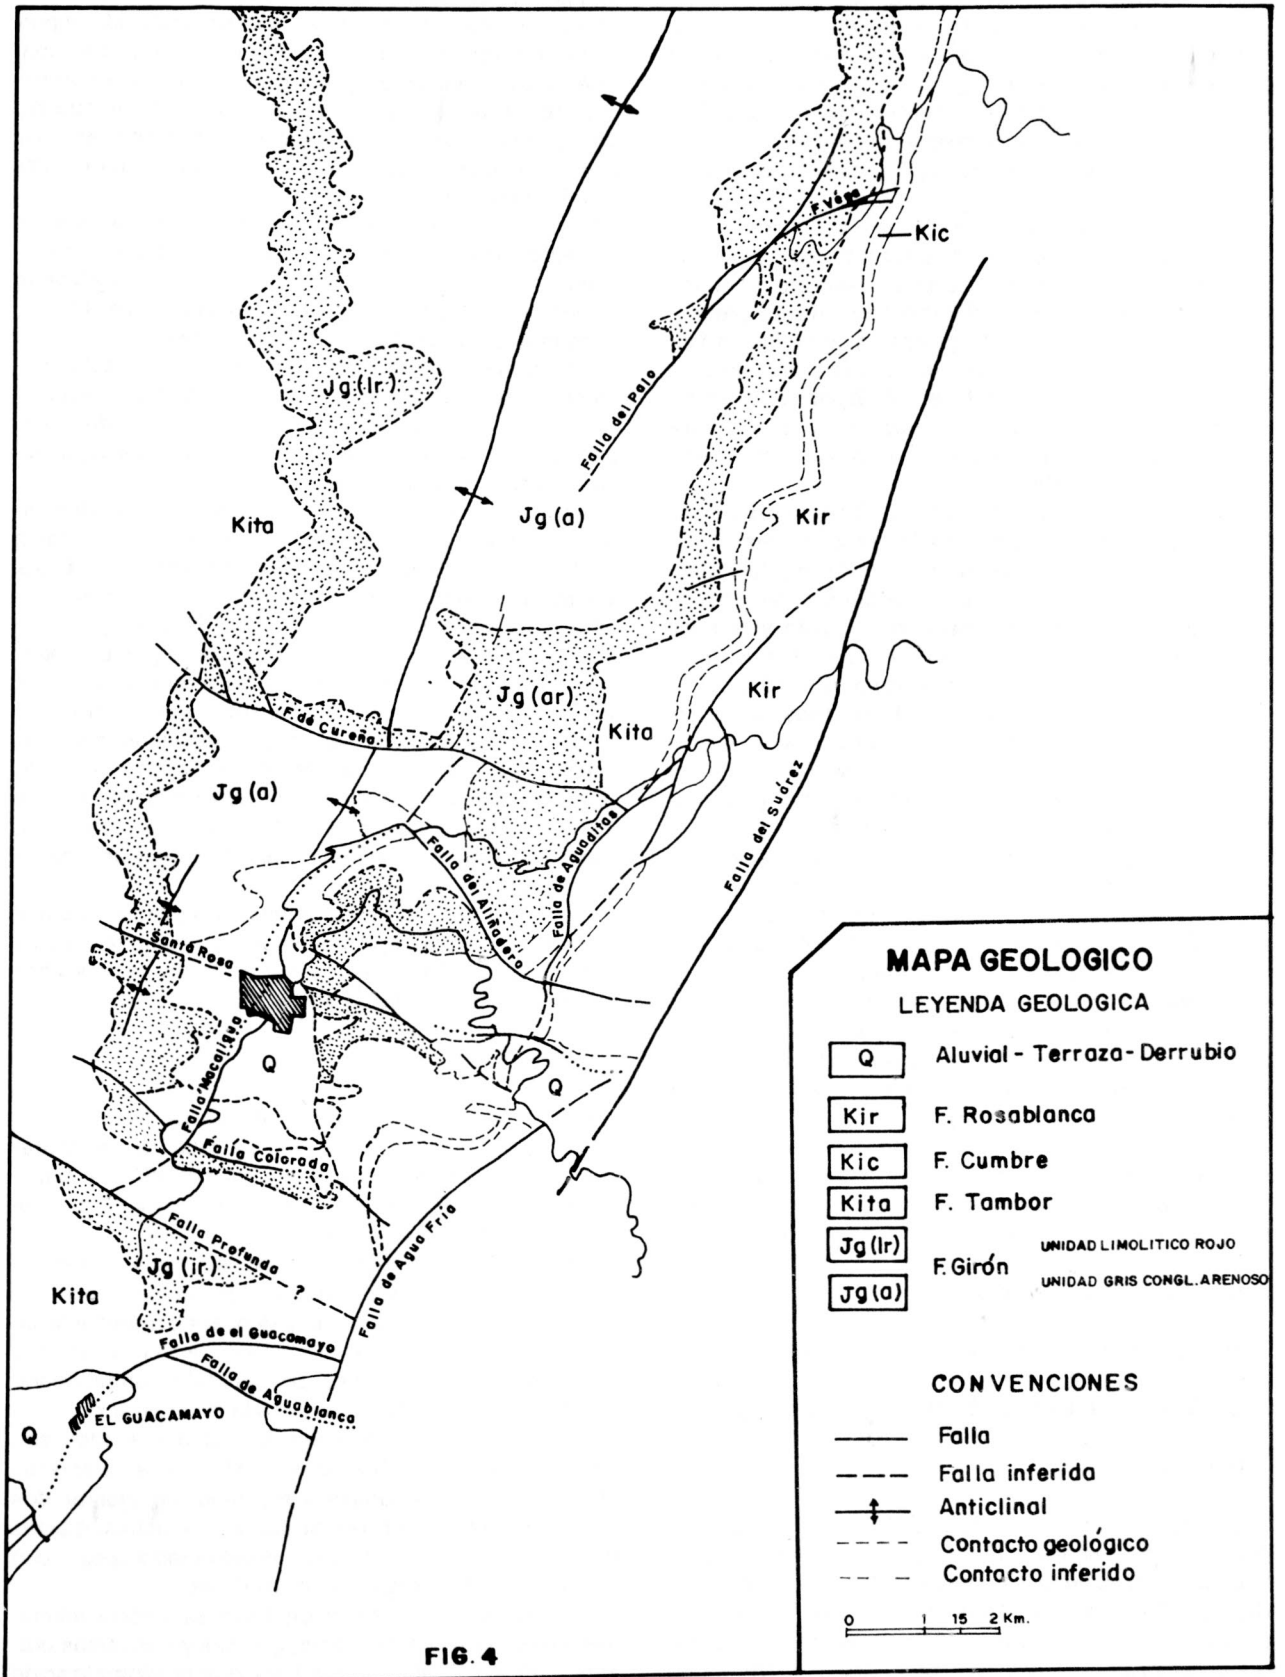 F. Véga
Kic
Jg (lr)
Falla del Palo
Kita
Jg (a)
Kir
Jg (ar)
Kir
Kita
F. de Cureña
Jg (a)
Falla del Suárez
Falla del Aliñadero
Falla de Aguaditas
F. Santa Rosa
Falla Macaligua
Q
Q
Falla Colorada
Falla Profunda
?
Jg (ir)
Kita
Falla de Agua Fría
Falla de el Guacamayo
Falla de Aguablanca
EL GUACAMAYO
Q
MAPA GEOLOGICO
LEYENDA GEOLOGICA
Q Aluvial - Terraza - Derrubio
Kir F. Rosablanca
Kic F. Cumbre
Kita F. Tambor
Jg (lr) UNIDAD LIMOLITICO ROJO
F. Girón
Jg (a) UNIDAD GRIS CONGL. ARENOSO
CONVENCIONES
Falla
Falla inferida
Anticlinal
Contacto geológico
Contacto inferido
0 1 15 2 Km.
FIG. 4